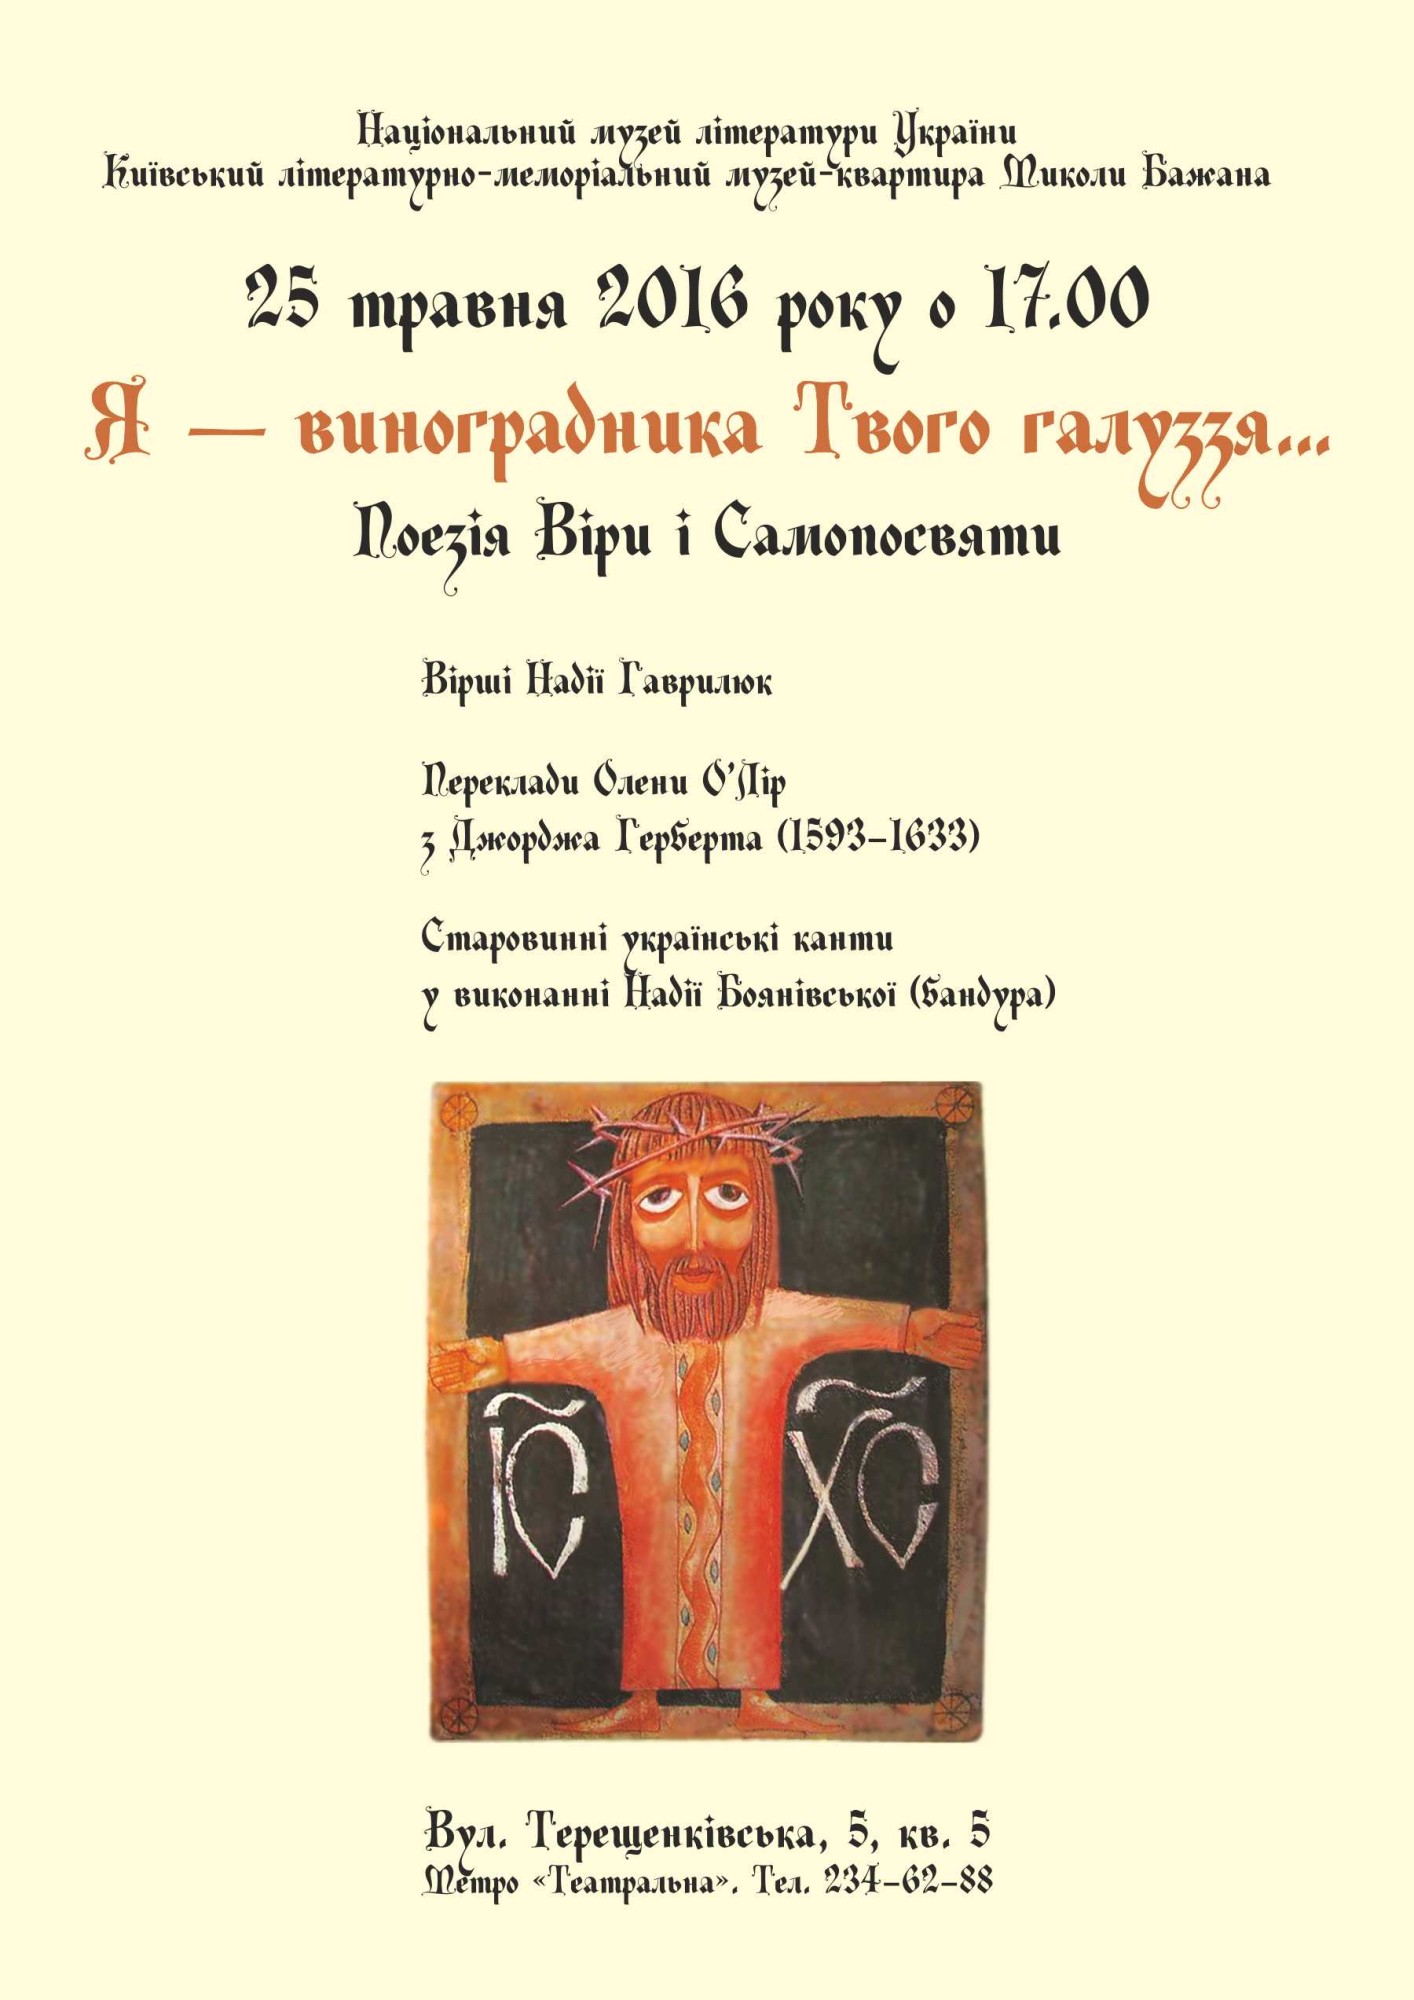 Національний музей літератури України
Київський літературно-меморіальний музей-квартира Миколи Бажана
25 травня 2016 року о 17.00
Я — виноградника Твого галуззя...
Поезія Віри і Самопосвяти
Вірші Надії Гаврилюк
Переклади Олени О’Лір
з Джорджа Герберта (1593–1633)
Старовинні українські канти
у виконанні Надії Боянівської (бандура)
ІС ХС
Вул. Терещенківська, 5, кв. 5
Метро «Театральна». Тел. 234–62–88